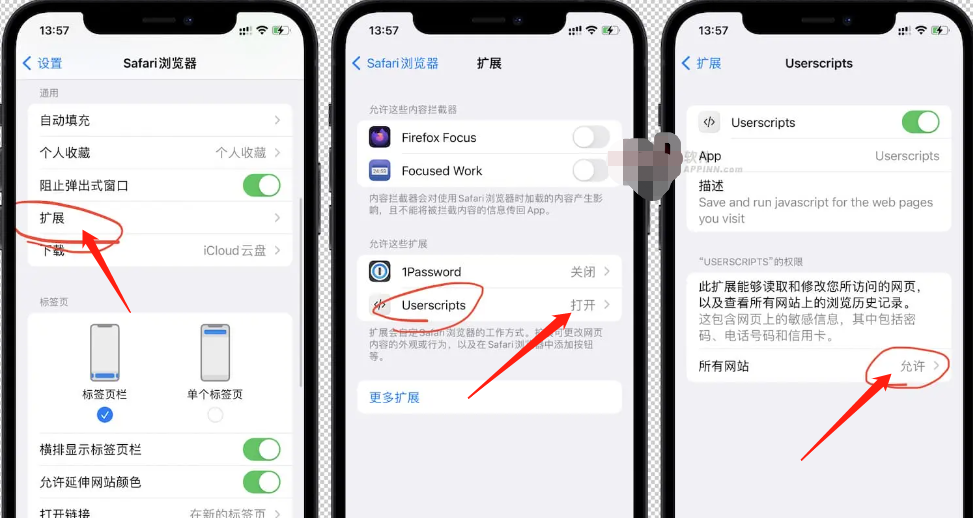 13:57
设置
Safari浏览器
通用
自动填充
个人收藏 个人收藏
阻止弹出式窗口
扩展
下载 iCloud云盘
标签页
标签页栏 单个标签页
横排显示标签页栏
允许延伸网站颜色
打开链接 在新的标签页
13:57
Safari浏览器
扩展
允许这些内容拦截器
Firefox Focus
Focused Work
内容拦截器会对使用Safari浏览器时加载的内容产生影
响，且不能将被拦截内容的信息传回App。
允许这些扩展
1Password 关闭
Userscripts 打开
扩展会自定Safari浏览器的工作方式。按钮可更改网页
内容的外观或行为，以及在Safari浏览器中添加按钮
等。
更多扩展
13:57
扩展
Userscripts
Userscripts
App Userscripts
描述
Save and run javascript for the web pages
you visit
“USERSCRIPTS”的权限
此扩展能够读取和修改您所访问的网页，
以及查看所有网站上的浏览历史记录。
这包含网页上的敏感信息，其中包括密
码、电话号码和信用卡。
所有网站 允许
APPINN.com